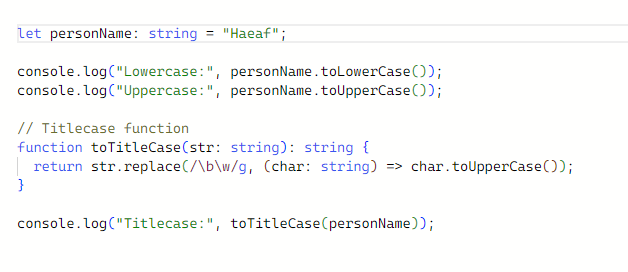 let personName: string = "Haeaf";
console.log("Lowercase:", personName.toLowerCase());
console.log("Uppercase:", personName.toUpperCase());
// Titlecase function
function toTitleCase(str: string): string {
return str.replace(/\b\w/g, (char: string) => char.toUpperCase());
}
console.log("Titlecase:", toTitleCase(personName));